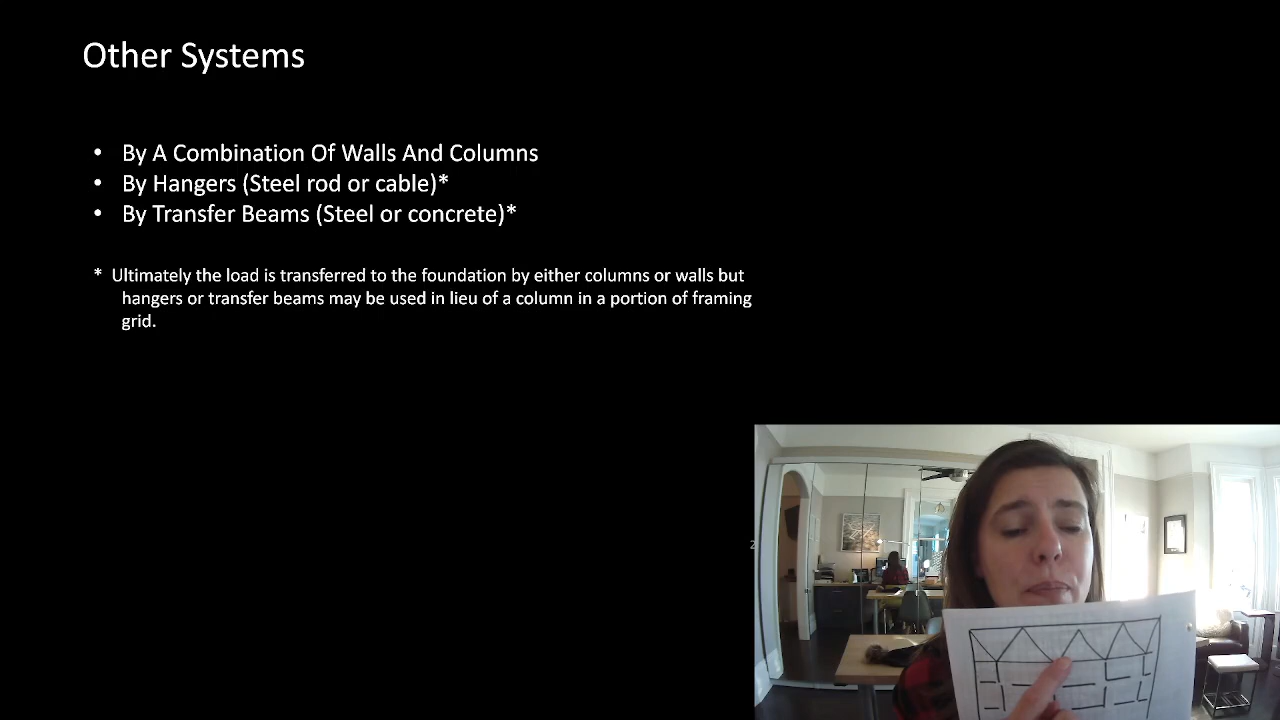 Other Systems
• By A Combination Of Walls And Columns
• By Hangers (Steel rod or cable)*
• By Transfer Beams (Steel or concrete)*
* Ultimately the load is transferred to the foundation by either columns or walls but
hangers or transfer beams may be used in lieu of a column in a portion of framing
grid.